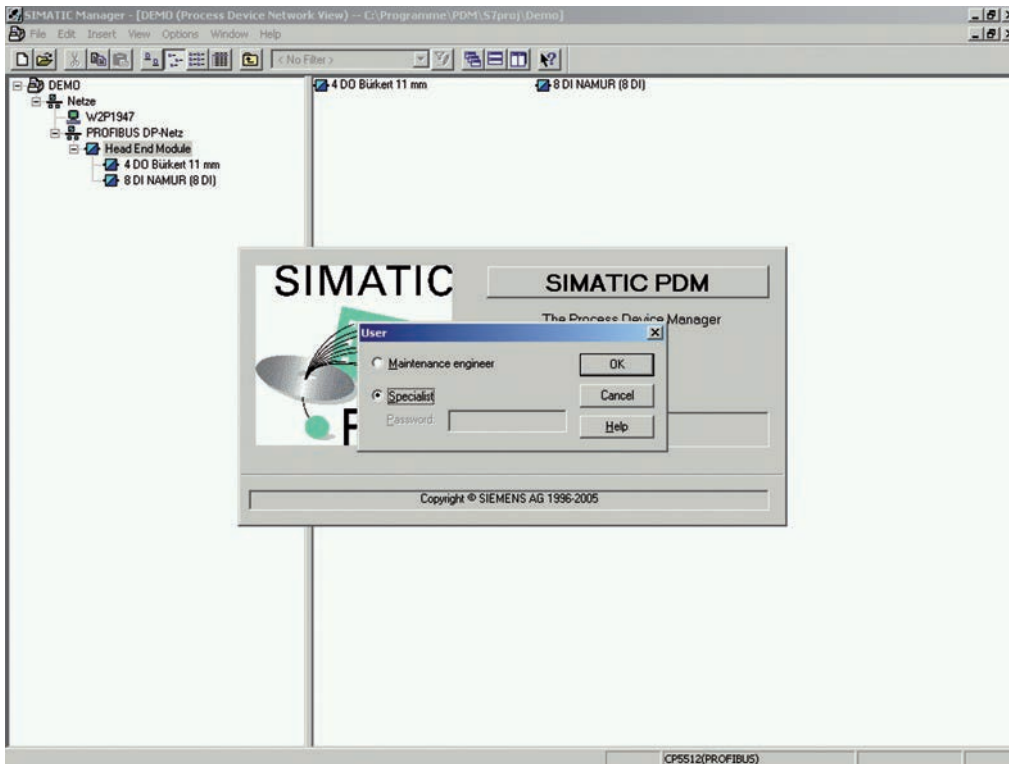 SIMATIC Manager - [DEMO (Process Device Network View) -- C:\Programme\PDM\S7proj\Demo]
File Edit Insert View Options Window Help
< No Filter >
DEMO
Netze
W2P1947
PROFIBUS DP-Netz
Head End Module
4 DO Bürkert 11 mm
8 DI NAMUR (8 DI)
4 DO Bürkert 11 mm
8 DI NAMUR (8 DI)
SIMATIC
SIMATIC PDM
The Process Device Manager
User
Maintenance engineer
Specialist
Password:
OK
Cancel
Help
Copyright © SIEMENS AG 1996-2005
CP5512(PROFIBUS)